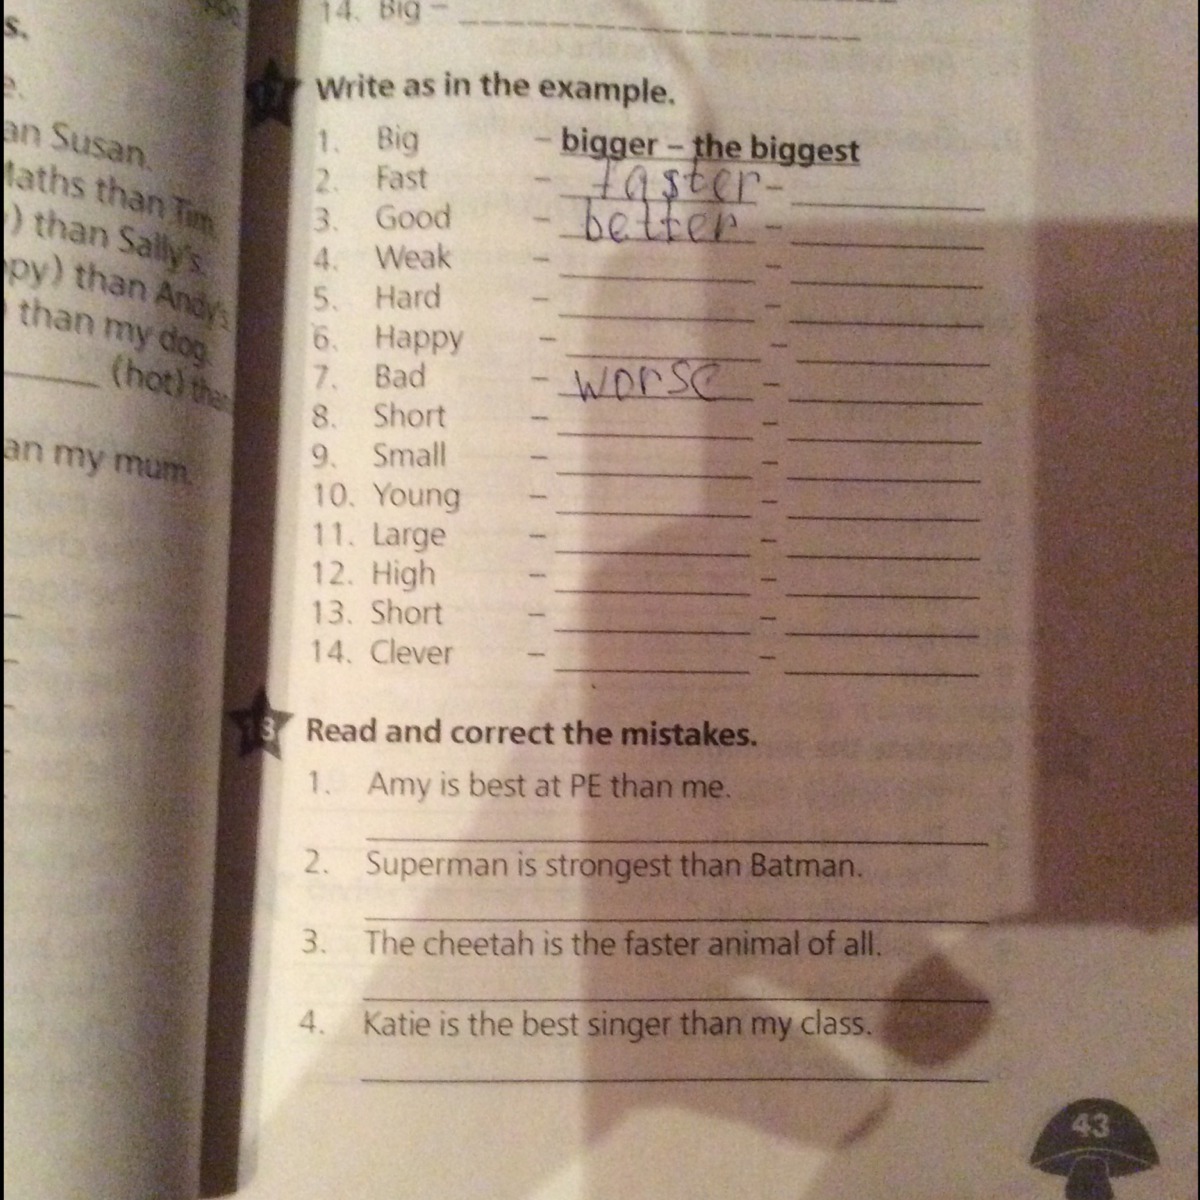 s.
e.
an Susan.
Maths than Tim.
) than Sally's.
ppy) than Andy's.
than my dog.
(hot) than
an my mum.
14. Big –
Write as in the example.
1. Big – bigger – the biggest
2. Fast – faster –
3. Good – better –
4. Weak – –
5. Hard – –
6. Happy – –
7. Bad – worse –
8. Short – –
9. Small – –
10. Young – –
11. Large – –
12. High – –
13. Short – –
14. Clever – –
13 Read and correct the mistakes.
1. Amy is best at PE than me.
2. Superman is strongest than Batman.
3. The cheetah is the faster animal of all.
4. Katie is the best singer than my class.
43